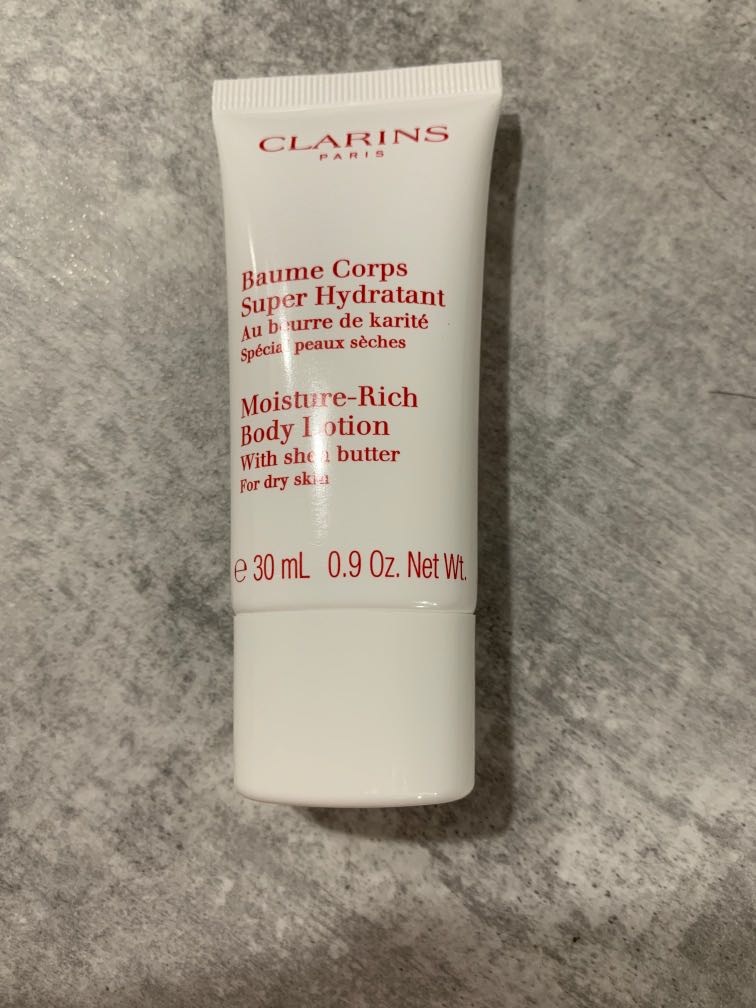 CLARINS
PARIS
Baume Corps
Super Hydratant
Au beurre de karité
Spécial peaux sèches
Moisture-Rich
Body Lotion
With shea butter
For dry skin
℮ 30 mL 0.9 Oz. Net Wt.